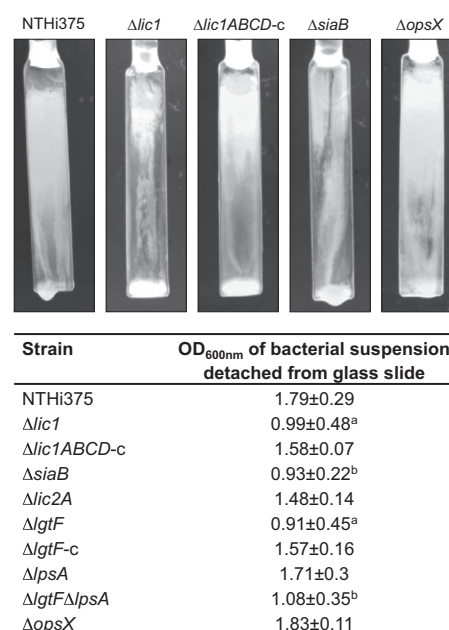 NTHi375 Δlic1 Δlic1ABCD-c ΔsiaB ΔopsX
Strain OD600nm of bacterial suspension
detached from glass slide
NTHi375 1.79±0.29
Δlic1 0.99±0.48a
Δlic1ABCD-c 1.58±0.07
ΔsiaB 0.93±0.22b
Δlic2A 1.48±0.14
ΔlgtF 0.91±0.45a
ΔlgtF-c 1.57±0.16
ΔlpsA 1.71±0.3
ΔlgtFΔlpsA 1.08±0.35b
ΔopsX 1.83±0.11